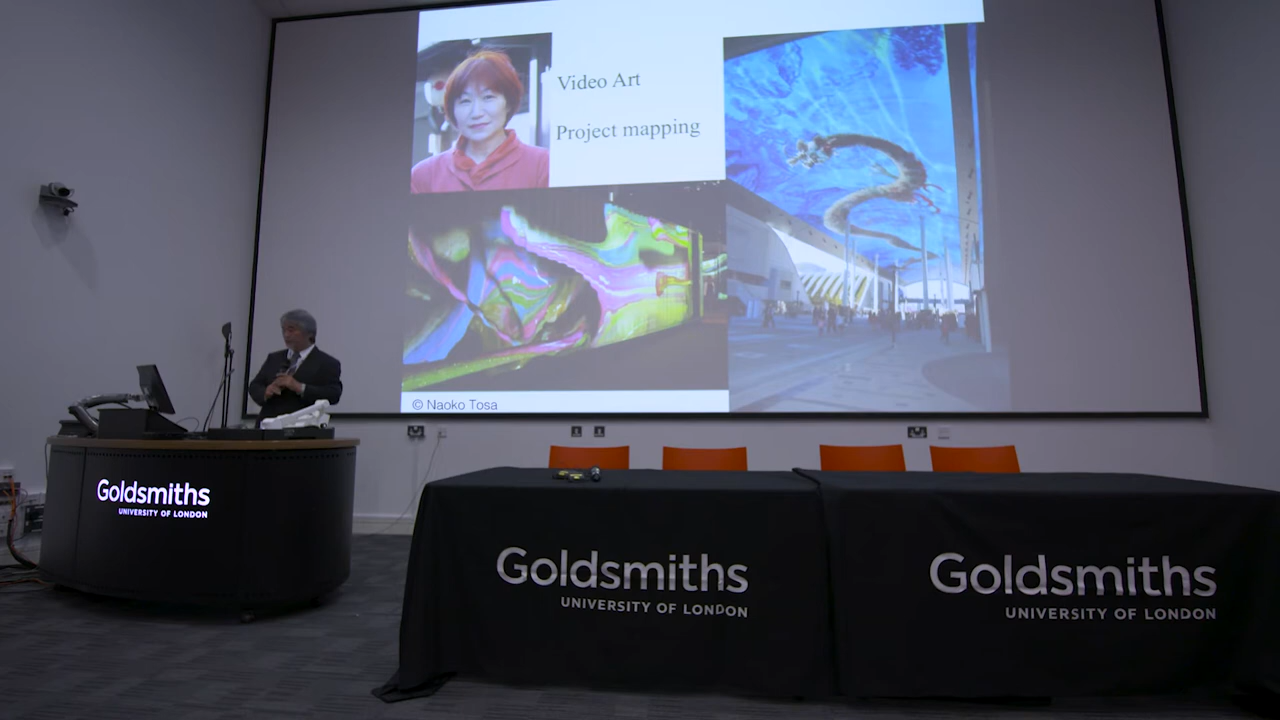 Video Art
Project mapping
© Naoko Tosa
Goldsmiths
UNIVERSITY OF LONDON
Goldsmiths
UNIVERSITY OF LONDON
Goldsmiths
UNIVERSITY OF LONDON